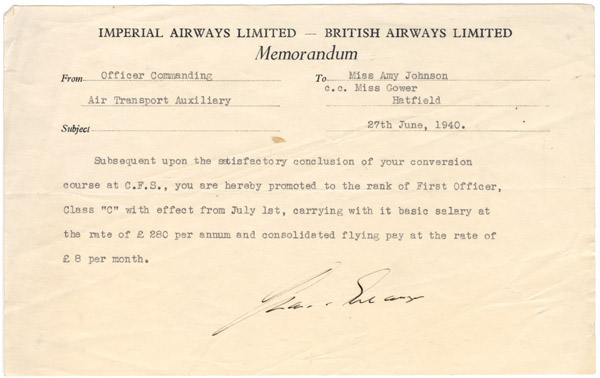 IMPERIAL AIRWAYS LIMITED — BRITISH AIRWAYS LIMITED
Memorandum
From Officer Commanding To Miss Amy Johnson
c.c. Miss Gower
Air Transport Auxiliary Hatfield
Subject 27th June, 1940.
Subsequent upon the satisfactory conclusion of your conversion
course at C.F.S., you are hereby promoted to the rank of First Officer,
Class "C" with effect from July 1st, carrying with it basic salary at
the rate of £ 280 per annum and consolidated flying pay at the rate of
£ 8 per month.